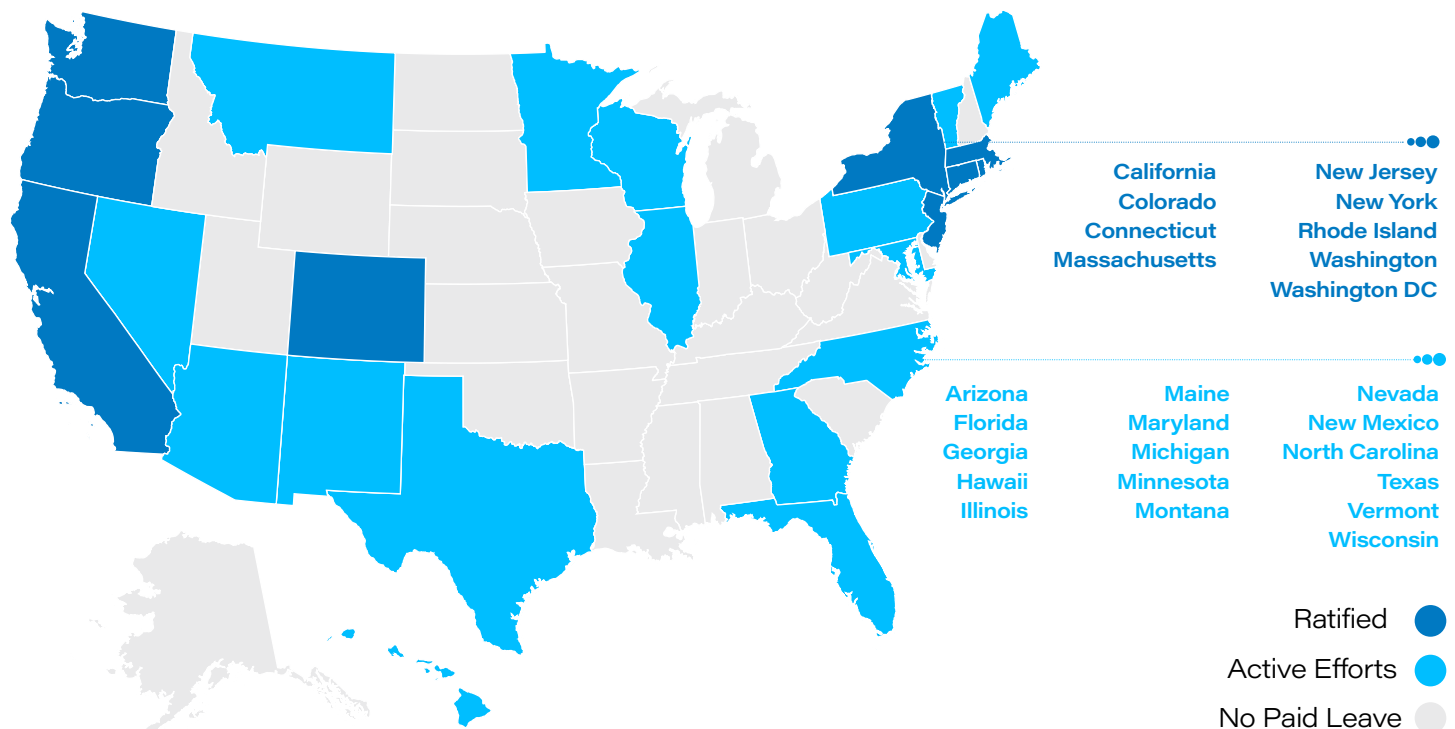 California
Colorado
Connecticut
Massachusetts
New Jersey
New York
Rhode Island
Washington
Washington DC
Arizona
Florida
Georgia
Hawaii
Illinois
Maine
Maryland
Michigan
Minnesota
Montana
Nevada
New Mexico
North Carolina
Texas
Vermont
Wisconsin
Ratified
Active Efforts
No Paid Leave